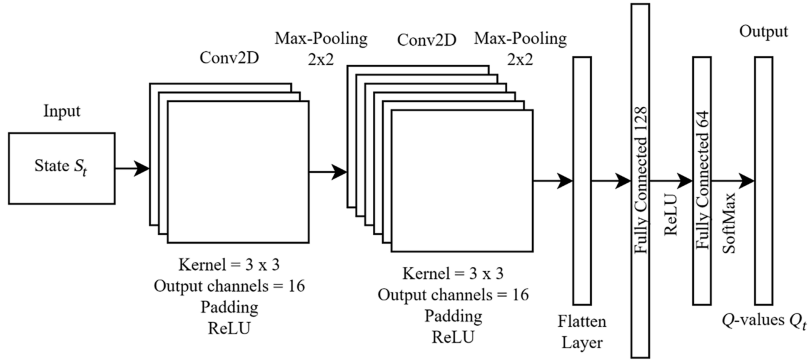 Input
State St
Conv2D
Kernel = 3 x 3
Output channels = 16
Padding
ReLU
Max-Pooling
2x2
Conv2D
Kernel = 3 x 3
Output channels = 16
Padding
ReLU
Max-Pooling
2x2
Flatten
Layer
Fully Connected 128
ReLU
Fully Connected 64
SoftMax
Output
Q-values Qt